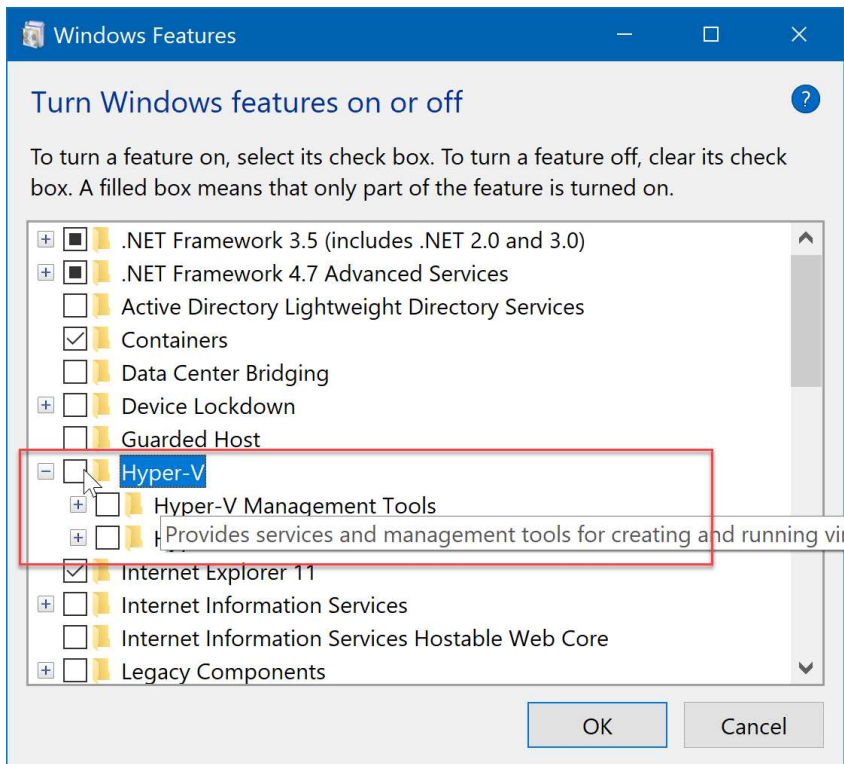 Windows Features
Turn Windows features on or off
To turn a feature on, select its check box. To turn a feature off, clear its check
box. A filled box means that only part of the feature is turned on.
.NET Framework 3.5 (includes .NET 2.0 and 3.0)
.NET Framework 4.7 Advanced Services
Active Directory Lightweight Directory Services
Containers
Data Center Bridging
Device Lockdown
Guarded Host
Hyper-V
Hyper-V Management Tools
Provides services and management tools for creating and running
Internet Explorer 11
Internet Information Services
Internet Information Services Hostable Web Core
Legacy Components
OK
Cancel